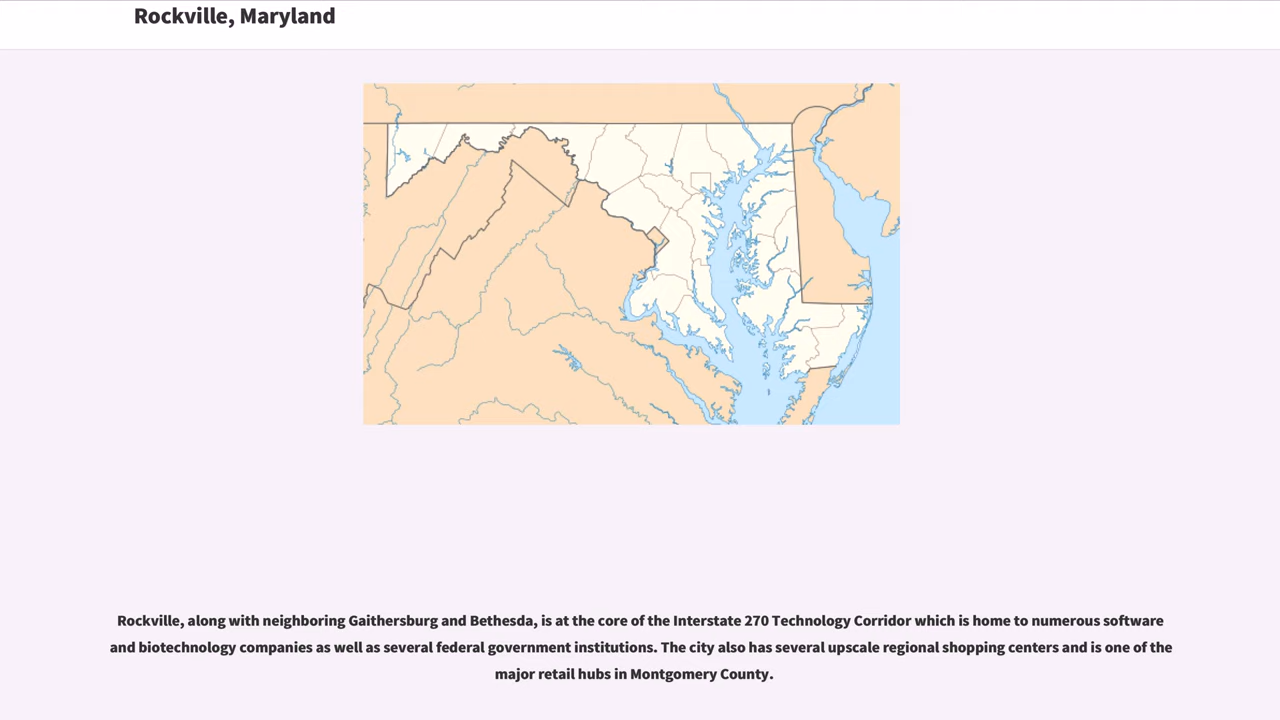 Rockville, Maryland
Rockville, along with neighboring Gaithersburg and Bethesda, is at the core of the Interstate 270 Technology Corridor which is home to numerous software
and biotechnology companies as well as several federal government institutions. The city also has several upscale regional shopping centers and is one of the
major retail hubs in Montgomery County.